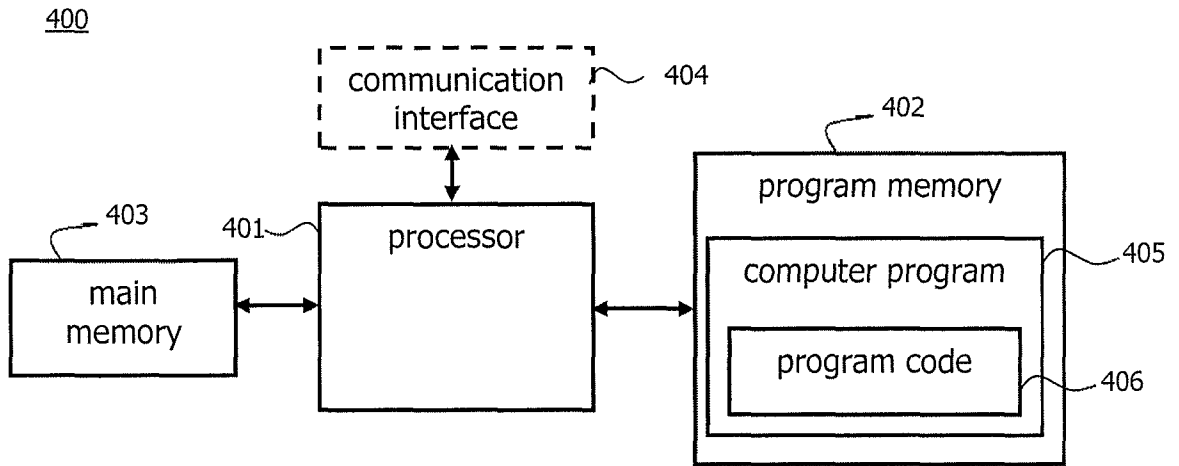 400
communication
interface
404
402
program memory
403
401
processor
computer program
405
main
memory
program code
406